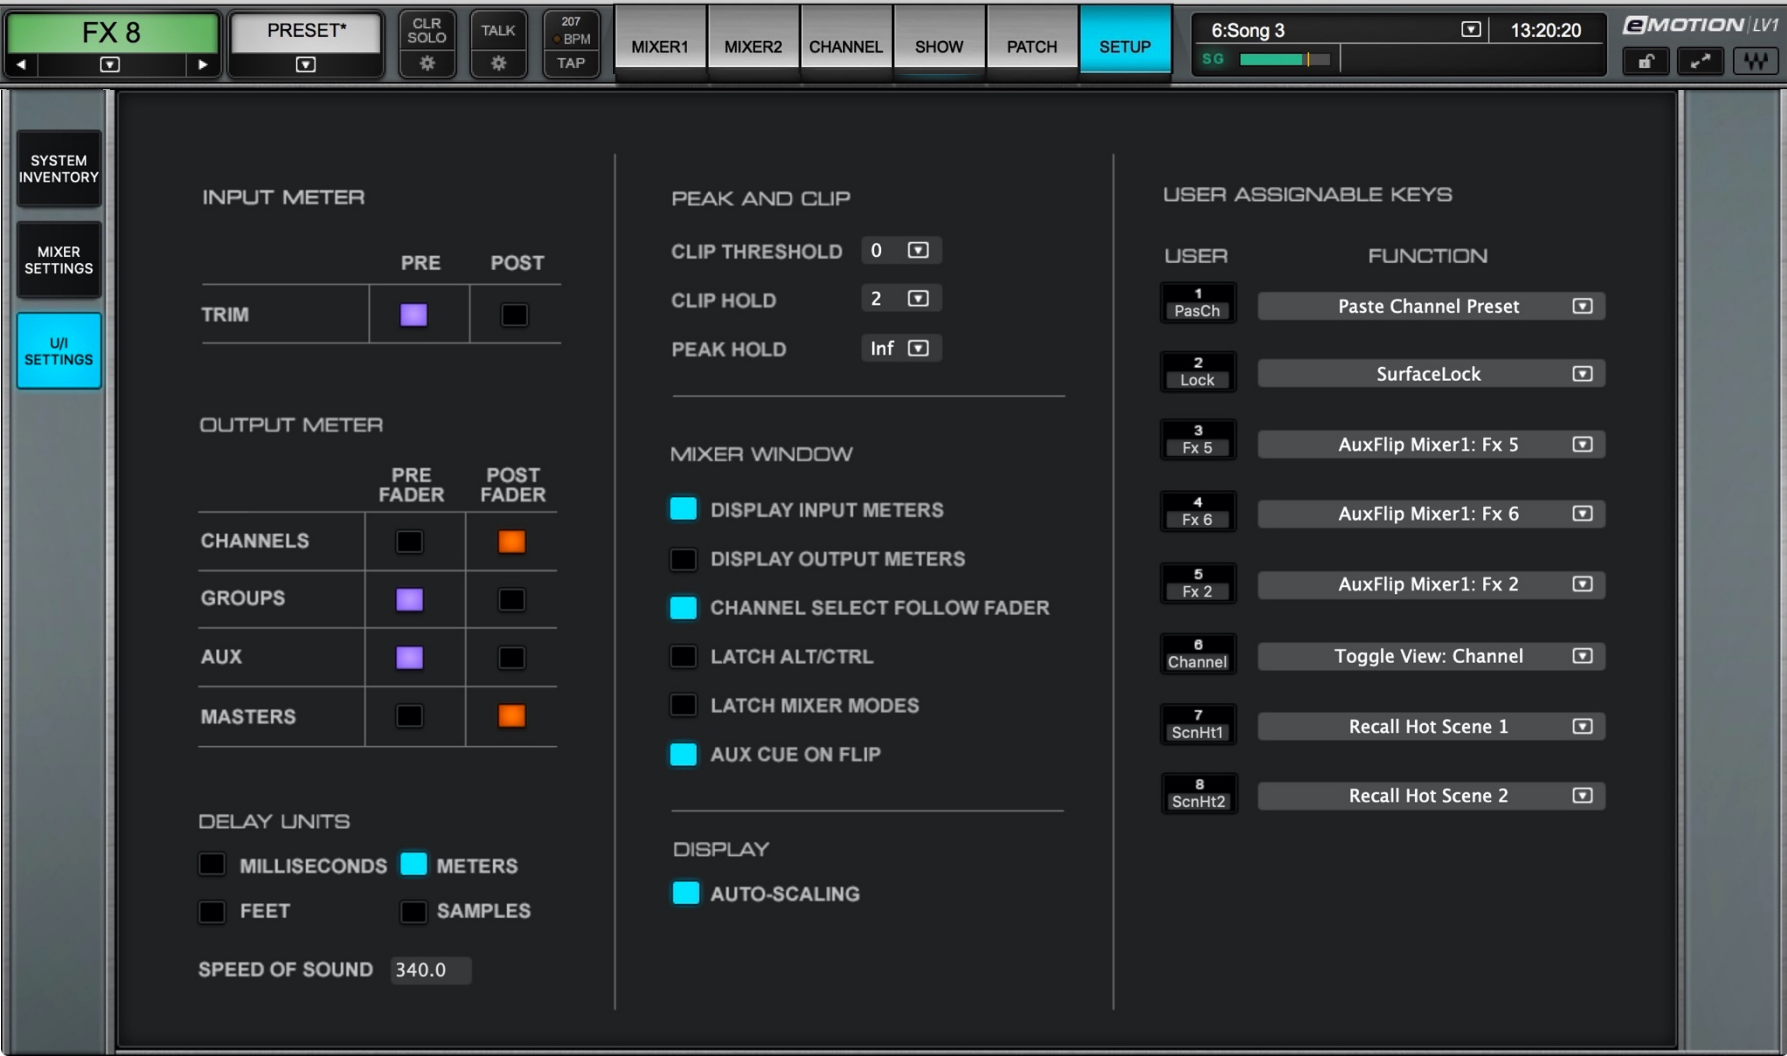 FX 8
PRESET*
CLR
SOLO
TALK
207
BPM
TAP
MIXER1
MIXER2
CHANNEL
SHOW
PATCH
SETUP
6:Song 3
13:20:20
SG
eMOTION LV1
SYSTEM
INVENTORY
MIXER
SETTINGS
U/I
SETTINGS
INPUT METER
PRE POST
TRIM
OUTPUT METER
PRE
FADER
POST
FADER
CHANNELS
GROUPS
AUX
MASTERS
DELAY UNITS
MILLISECONDS METERS
FEET SAMPLES
SPEED OF SOUND 340.0
PEAK AND CLIP
CLIP THRESHOLD 0
CLIP HOLD 2
PEAK HOLD Inf
MIXER WINDOW
DISPLAY INPUT METERS
DISPLAY OUTPUT METERS
CHANNEL SELECT FOLLOW FADER
LATCH ALT/CTRL
LATCH MIXER MODES
AUX CUE ON FLIP
DISPLAY
AUTO-SCALING
USER ASSIGNABLE KEYS
USER FUNCTION
1
PasCh
Paste Channel Preset
2
Lock
SurfaceLock
3
Fx 5
AuxFlip Mixer1: Fx 5
4
Fx 6
AuxFlip Mixer1: Fx 6
5
Fx 2
AuxFlip Mixer1: Fx 2
6
Channel
Toggle View: Channel
7
ScnHt1
Recall Hot Scene 1
8
ScnHt2
Recall Hot Scene 2